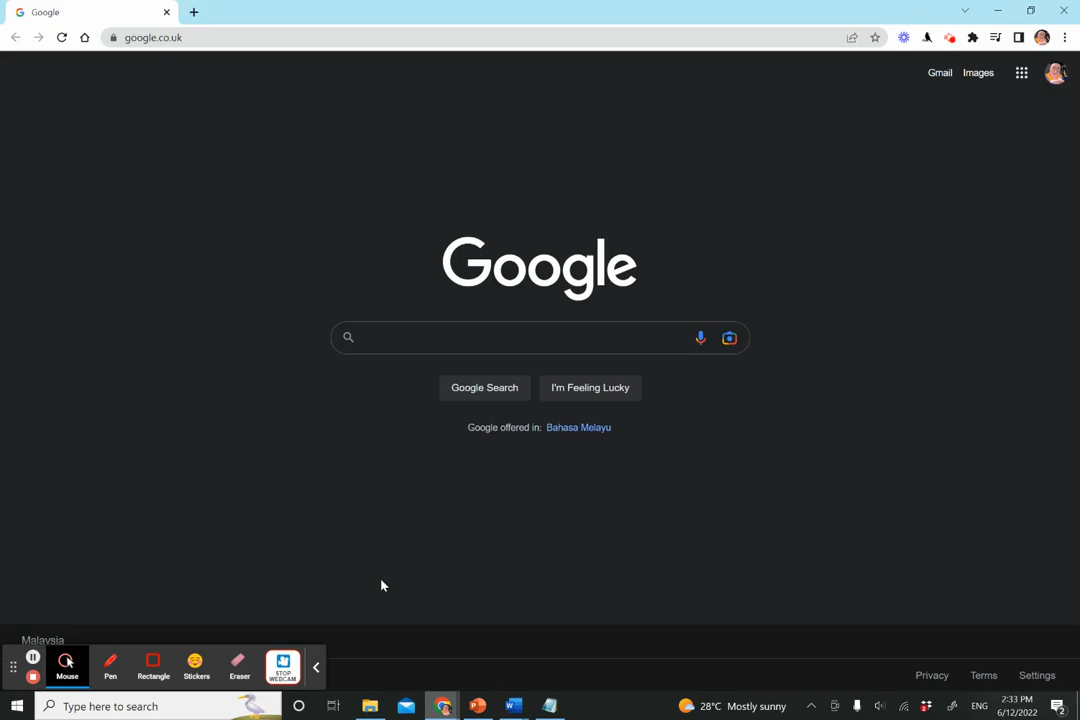 Google
google.co.uk
Gmail Images
Google
Google Search I'm Feeling Lucky
Google offered in: Bahasa Melayu
Malaysia
Mouse Pen Rectangle Stickers Eraser STOP WEBCAM
Privacy Terms Settings
Type here to search
28°C Mostly sunny
ENG
2:33 PM
6/12/2022
2